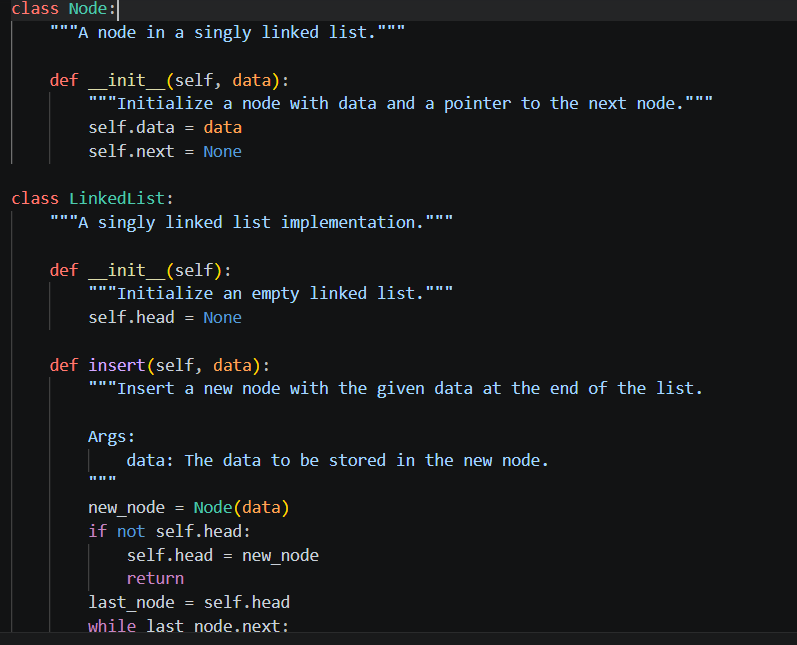 class Node:
    """A node in a singly linked list."""

    def __init__(self, data):
        """Initialize a node with data and a pointer to the next node."""
        self.data = data
        self.next = None

class LinkedList:
    """A singly linked list implementation."""

    def __init__(self):
        """Initialize an empty linked list."""
        self.head = None

    def insert(self, data):
        """Insert a new node with the given data at the end of the list.

        Args:
            data: The data to be stored in the new node.
        """
        new_node = Node(data)
        if not self.head:
            self.head = new_node
            return
        last_node = self.head
        while last_node.next: